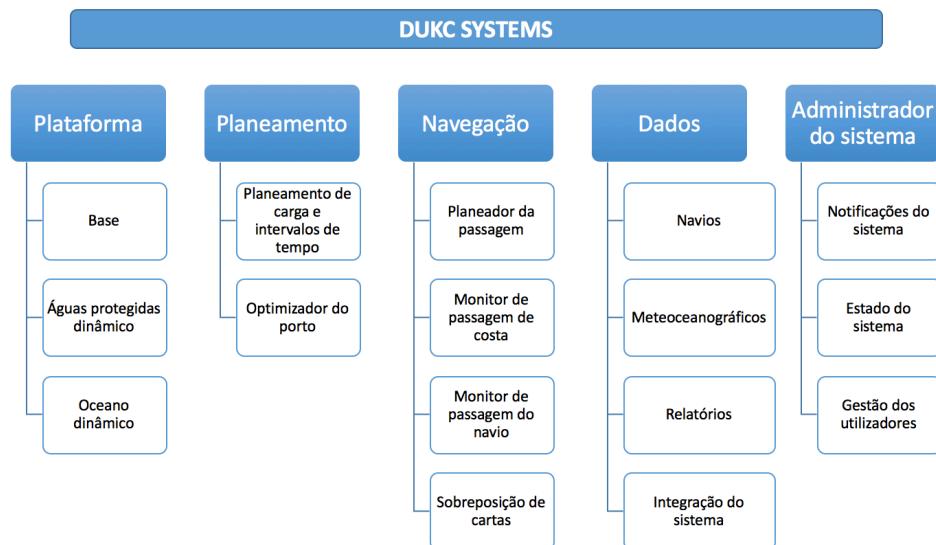 DUKC SYSTEMS
Plataforma
Base
Águas protegidas
dinâmico
Oceano
dinâmico
Planeamento
Planeamento de
carga e
intervalos de
tempo
Optimizador do
porto
Navegação
Planeador da
passagem
Monitor de
passagem de
costa
Monitor de
passagem do
navio
Sobreposição de
cartas
Dados
Navios
Meteoceanográficos
Relatórios
Integração do
sistema
Administrador
do sistema
Notificações do
sistema
Estado do
sistema
Gestão dos
utilizadores